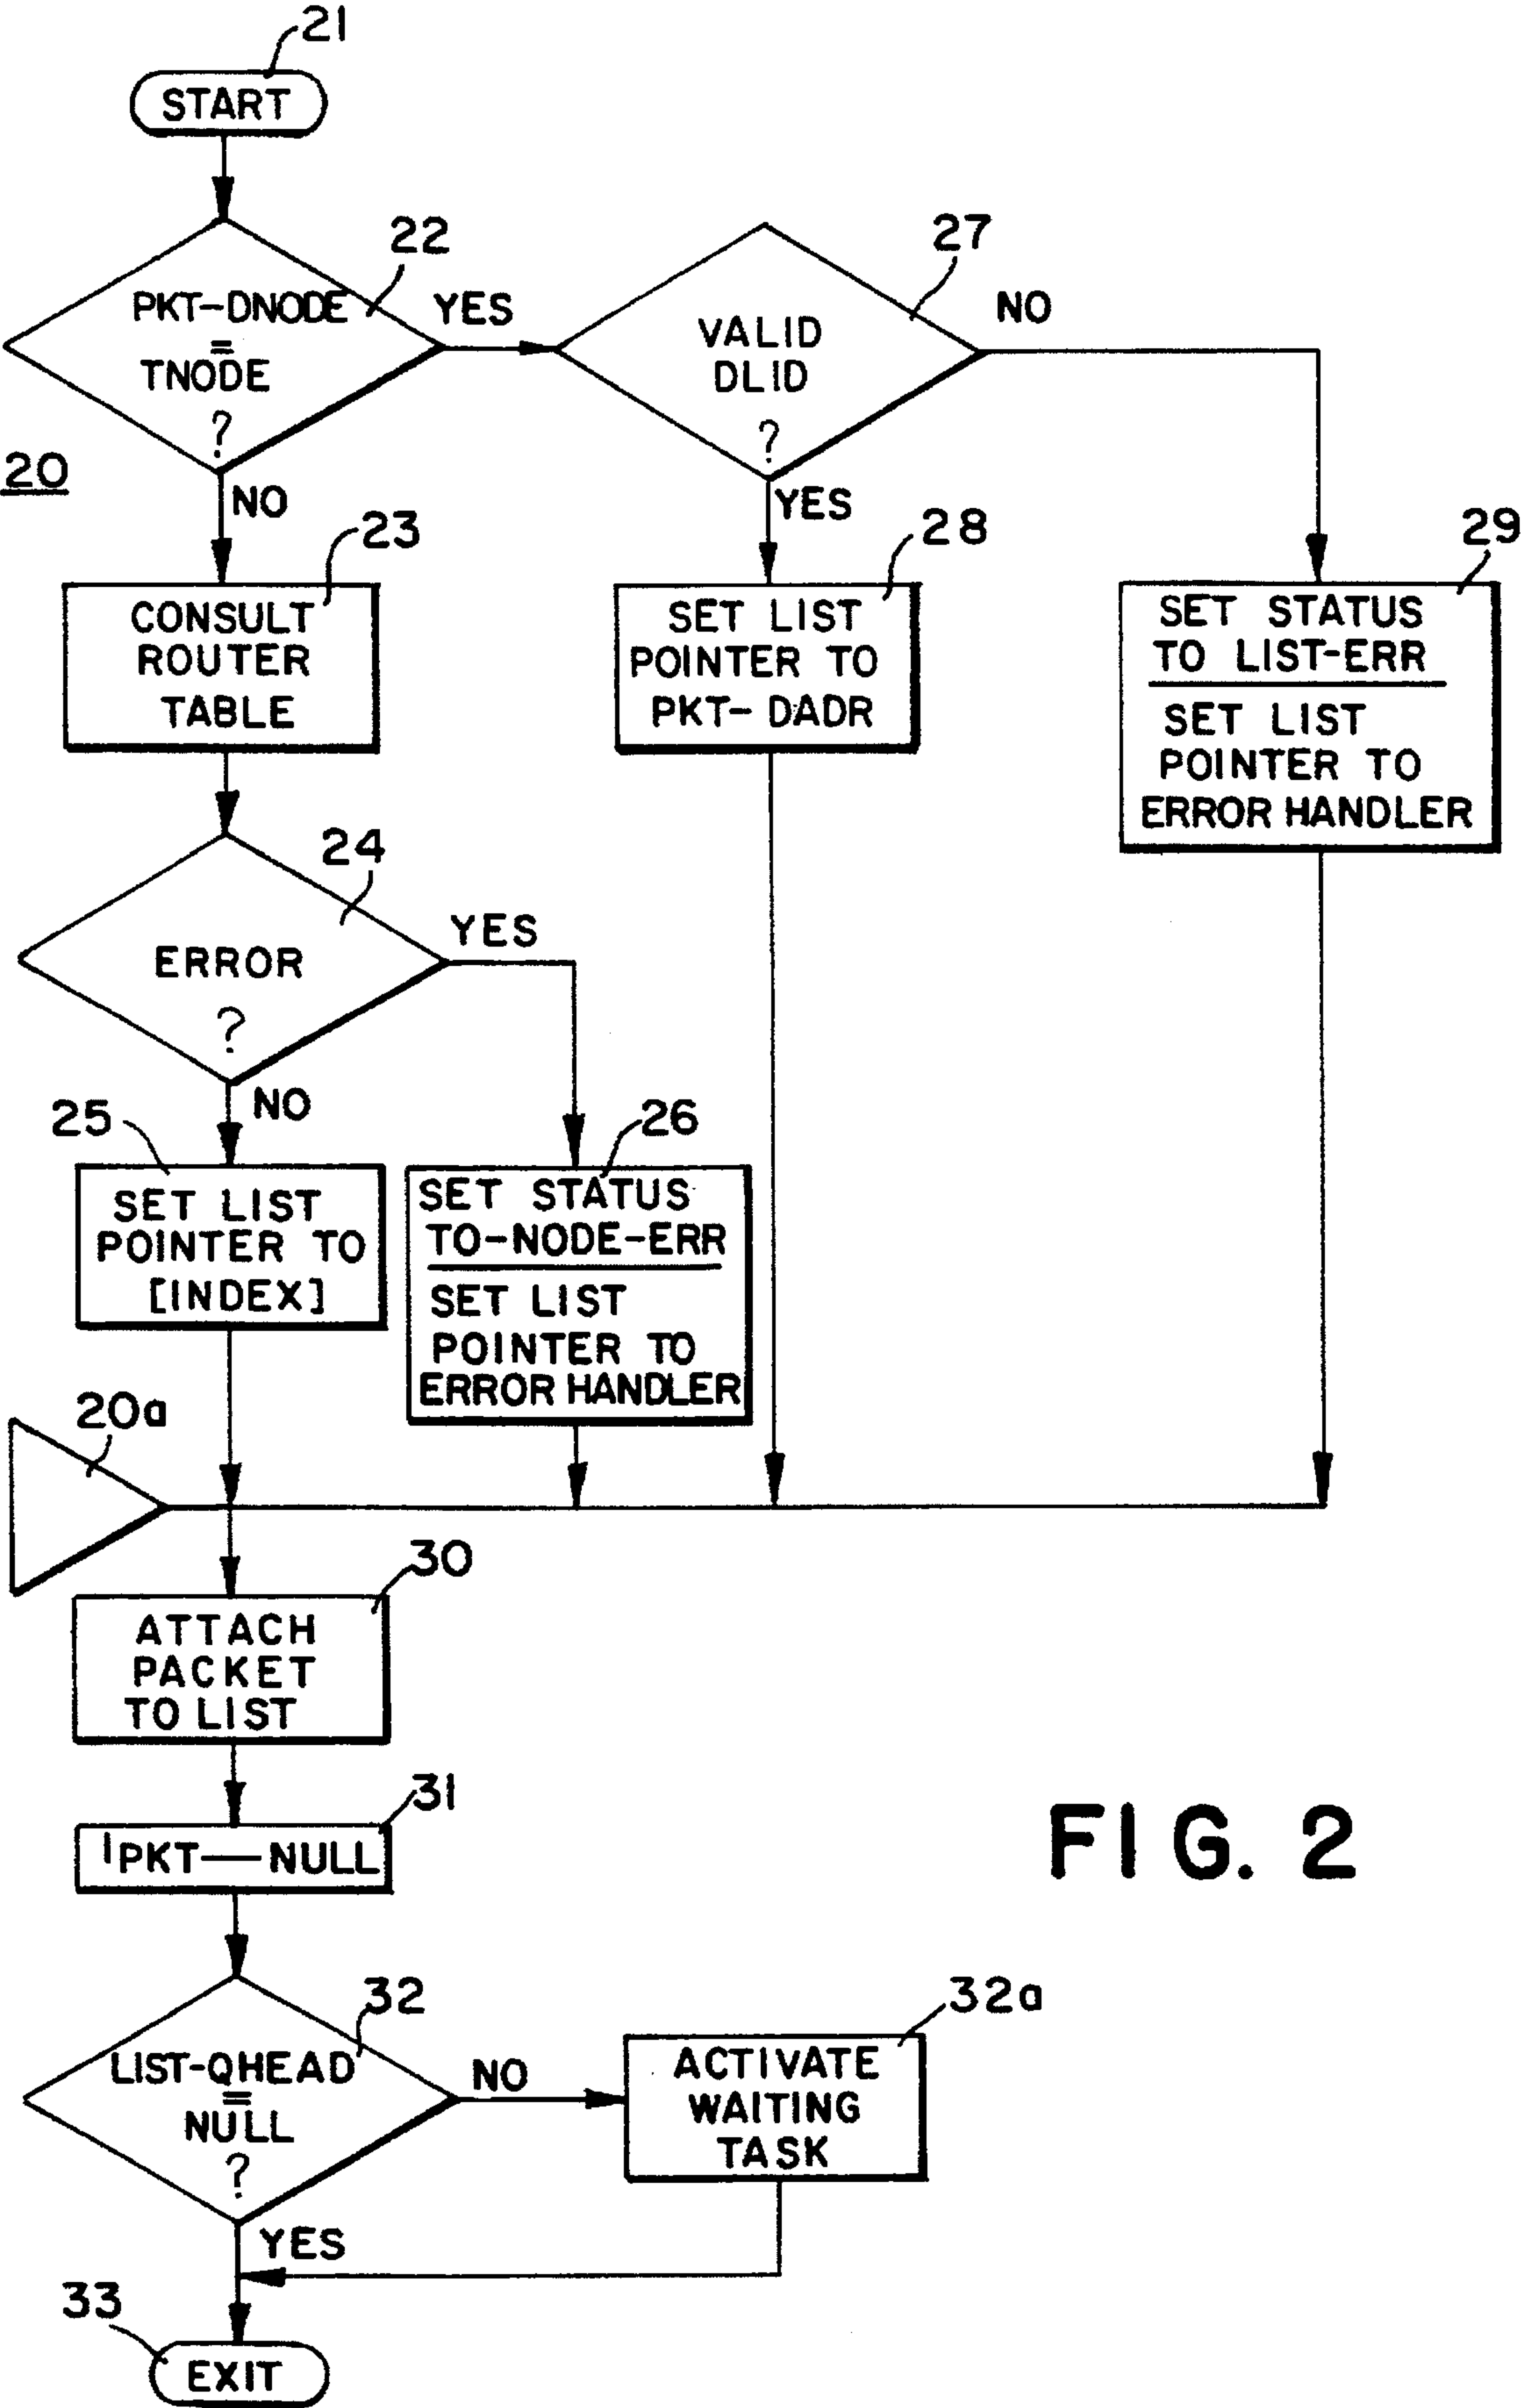 21
START
22
PKT-DNODE
=
TNODE
?
YES
NO
20
27
VALID
DLID
?
NO
YES
23
CONSULT
ROUTER
TABLE
28
SET LIST
POINTER TO
PKT- DADR
29
SET STATUS
TO LIST-ERR
SET LIST
POINTER TO
ERROR HANDLER
24
ERROR
?
YES
NO
25
SET LIST
POINTER TO
[INDEX]
26
SET STATUS
TO-NODE-ERR
SET LIST
POINTER TO
ERROR HANDLER
20a
30
ATTACH
PACKET
TO LIST
31
IPKT—NULL
32
LIST-QHEAD
=
NULL
?
NO
YES
32a
ACTIVATE
WAITING
TASK
33
EXIT
FIG. 2